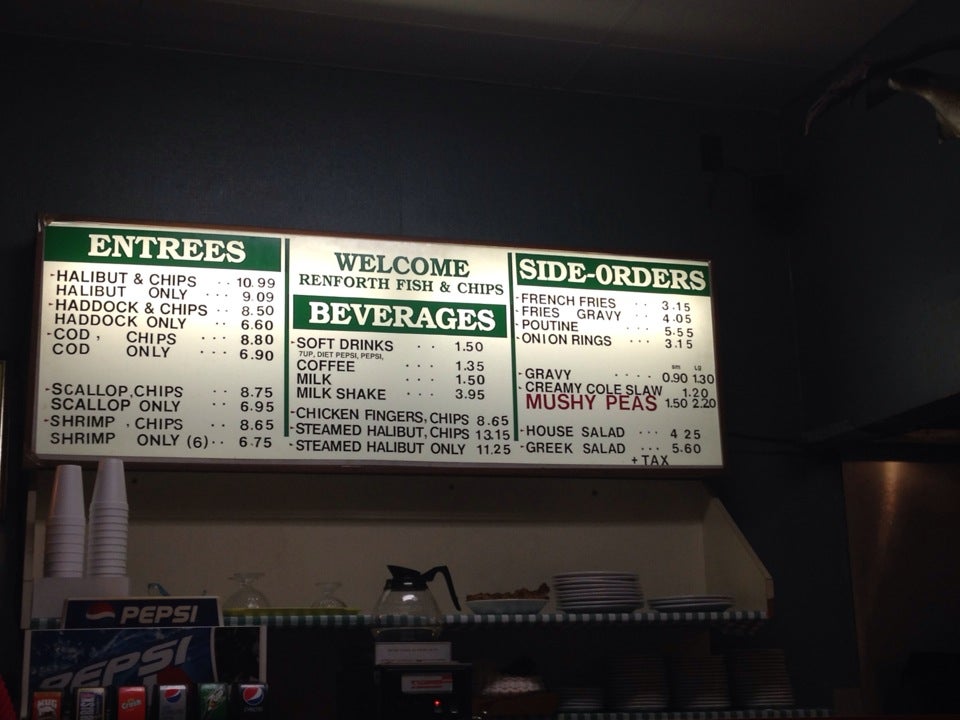 ENTREES
-HALIBUT & CHIPS ·· 10.99
HALIBUT ONLY ··· 9.09
-HADDOCK & CHIPS ·· 8.50
HADDOCK ONLY ··· 6.60
-COD, CHIPS ··· 8.80
COD ONLY ··· 6.90
-SCALLOP,CHIPS ··· 8.75
SCALLOP ONLY ··· 6.95
-SHRIMP ,CHIPS ··· 8.65
SHRIMP ONLY (6)·· 6.75
WELCOME
RENFORTH FISH & CHIPS
BEVERAGES
-SOFT DRINKS · · · 1.50
7UP, DIET PEPSI, PEPSI,
COFFEE · · · 1.35
MILK · · · 1.50
MILK SHAKE · · · 3.95
-CHICKEN FINGERS, CHIPS 8.65
-STEAMED HALIBUT, CHIPS 13.15
-STEAMED HALIBUT ONLY 11.25
SIDE-ORDERS
-FRENCH FRIES ·· 3.15
FRIES GRAVY ··· 4.05
-POUTINE ··· 5.55
-ONION RINGS ··· 3.15
sm Lg
-GRAVY · · · · 0.90 1.30
-CREAMY COLE SLAW 1.20
MUSHY PEAS 1.50 2.20
-HOUSE SALAD ··· 4 25
-GREEK SALAD ··· 5.60
+ TAX
PEPSI
PEPSI
MUG
Crush
PEPSI